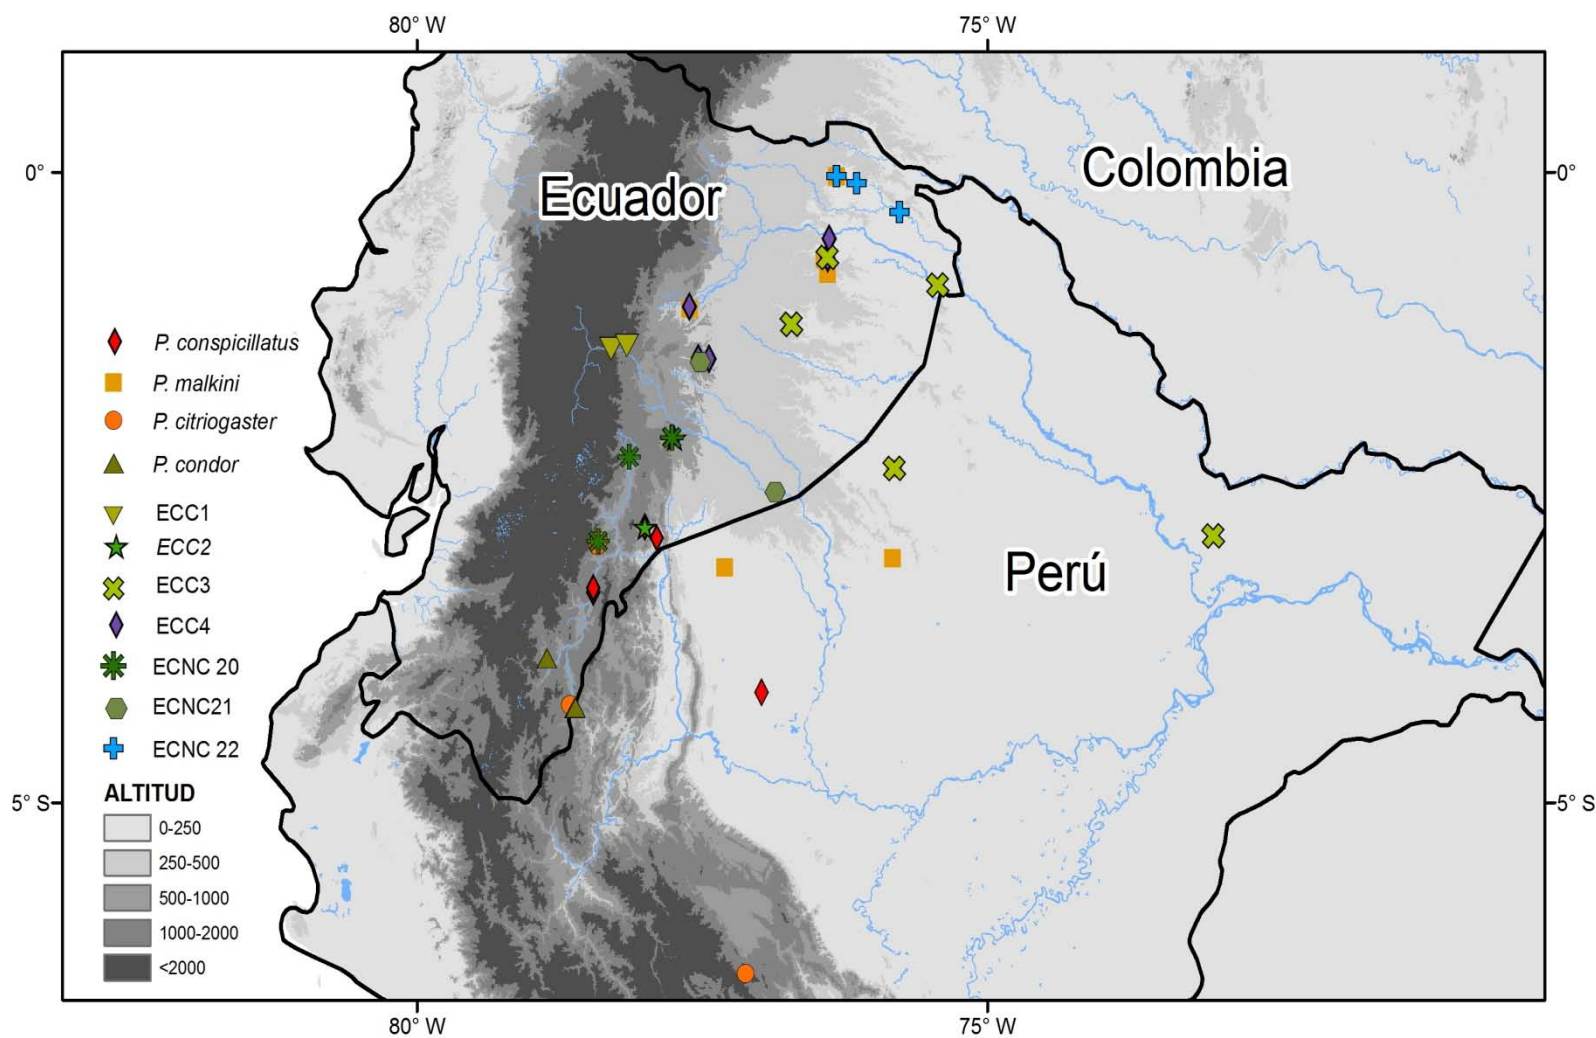 80° W
75° W
0°
0°
Colombia
Ecuador
P. conspicillatus
P. malkini
P. citriogaster
P. condor
ECC1
ECC2
ECC3
ECC4
ECNC 20
ECNC21
ECNC 22
Perú
ALTITUD
5° S
5° S
0-250
250-500
500-1000
1000-2000
<2000
80° W
75° W